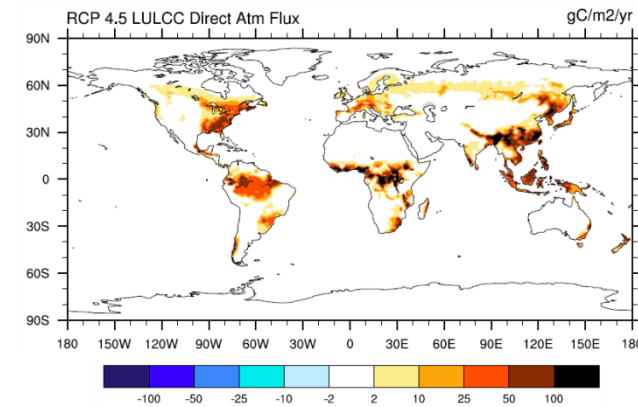 RCP 4.5 LULCC Direct Atm Flux gC/m2/yr
90N
60N
30N
0
30S
60S
90S
180 150W 120W 90W 60W 30W 0 30E 60E 90E 120E 150E 180
-100 -50 -25 -10 -2 2 10 25 50 100